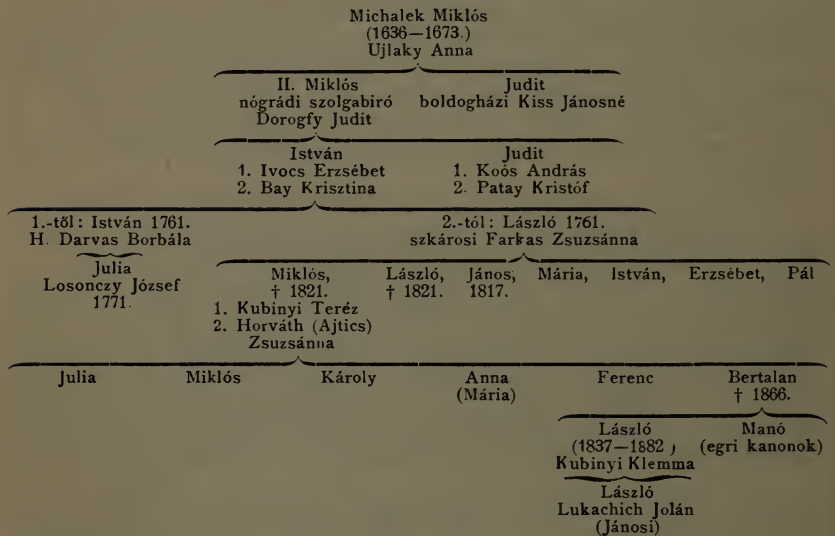 Michalek Miklós
(1636—1673.)
Ujlaky Anna
II. Miklós Judit
nógrádi szolgabiró boldogházi Kiss Jánosné
Dorogfy Judit
István Judit
1. Ivocs Erzsébet 1. Koós András
2. Bay Krisztina 2. Patay Kristóf
1.-től: István 1761. 2.-tól: László 1761.
H. Darvas Borbála szkárosi Farkas Zsuzsánna
Julia Miklós, László, János, Mária, István, Erzsébet, Pál
Losonczy József † 1821. † 1821. 1817.
1771. 1. Kubinyi Teréz
2. Horváth (Ajtics)
Zsuzsánna
Julia Miklós Károly Anna Ferenc Bertalan
(Mária) † 1866.
László Manó
(1837—1882) (egri kanonok)
Kubinyi Klemma
László
Lukachich Jolán
(Jánosi)